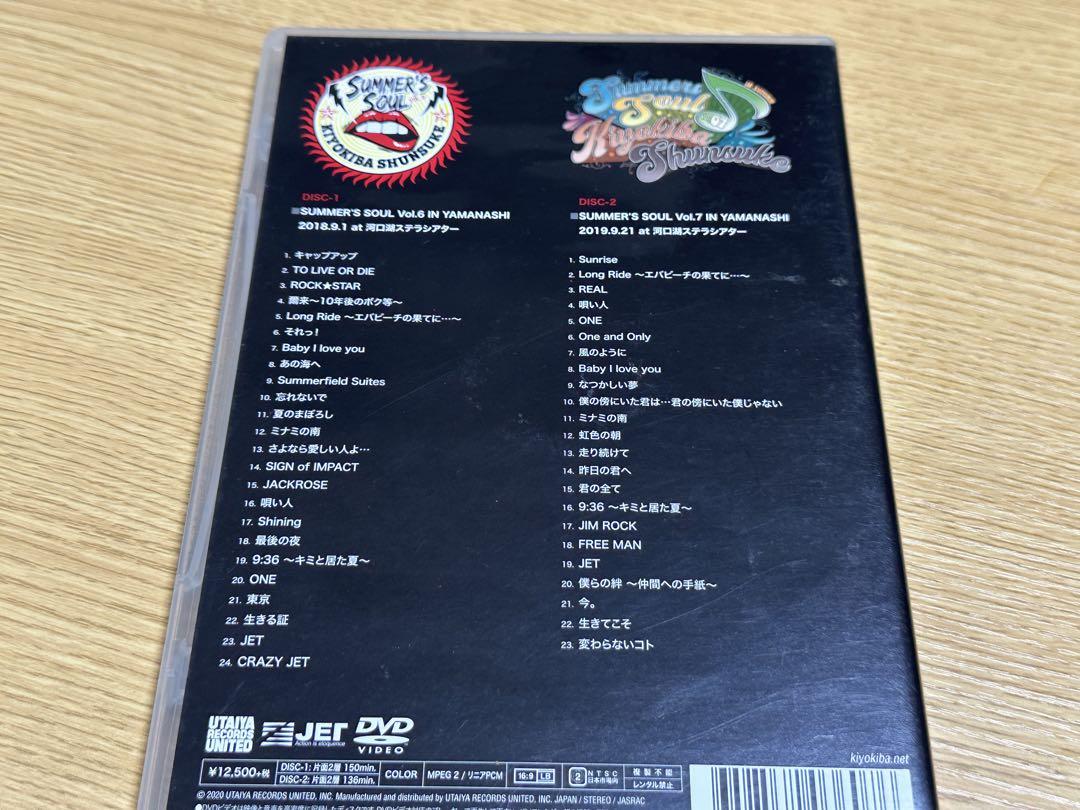 SUMMER'S
SOUL
KIYOKIBA SHUNSUKE
Summers
Soul
Kiyokiba
Shunsuke
DISC-1
■SUMMER'S SOUL Vol.6 IN YAMANASHI
2018.9.1 at 河口湖ステラシアター
1. キャップアップ
2. TO LIVE OR DIE
3. ROCK★STAR
4. 爾来〜10年後のボク等〜
5. Long Ride 〜エバビーチの果てに…〜
6. それっ!
7. Baby I love you
8. あの海へ
9. Summerfield Suites
10. 忘れないで
11. 夏のまぼろし
12. ミナミの南
13. さよなら愛しい人よ…
14. SIGN of IMPACT
15. JACKROSE
16. 唄い人
17. Shining
18. 最後の夜
19. 9:36 〜キミと居た夏〜
20. ONE
21. 東京
22. 生きる証
23. JET
24. CRAZY JET
DISC-2
■SUMMER'S SOUL Vol.7 IN YAMANASHI
2019.9.21 at 河口湖ステラシアター
1. Sunrise
2. Long Ride 〜エバビーチの果てに…〜
3. REAL
4. 唄い人
5. ONE
6. One and Only
7. 風のように
8. Baby I love you
9. なつかしい夢
10. 僕の傍にいた君は…君の傍にいた僕じゃない
11. ミナミの南
12. 虹色の朝
13. 走り続けて
14. 昨日の君へ
15. 君の全て
16. 9:36 〜キミと居た夏〜
17. JIM ROCK
18. FREE MAN
19. JET
20. 僕らの絆 〜仲間への手紙〜
21. 今。
22. 生きてこそ
23. 変わらないコト
UTAIYA
RECORDS
UNITED
JET
Action is eloquence
DVD
VIDEO
kiyokiba.net
¥12,500+税
DISC-1: 片面2層 150min.
DISC-2: 片面2層 136min.
COLOR
MPEG 2 / リニアPCM
16:9 LB
2
NTSC
日本市場向
複製不能
レンタル禁止
© 2020 UTAIYA RECORDS UNITED, INC. Manufactured and distributed by UTAIYA RECORDS UNITED, INC. JAPAN / STEREO / JASRAC